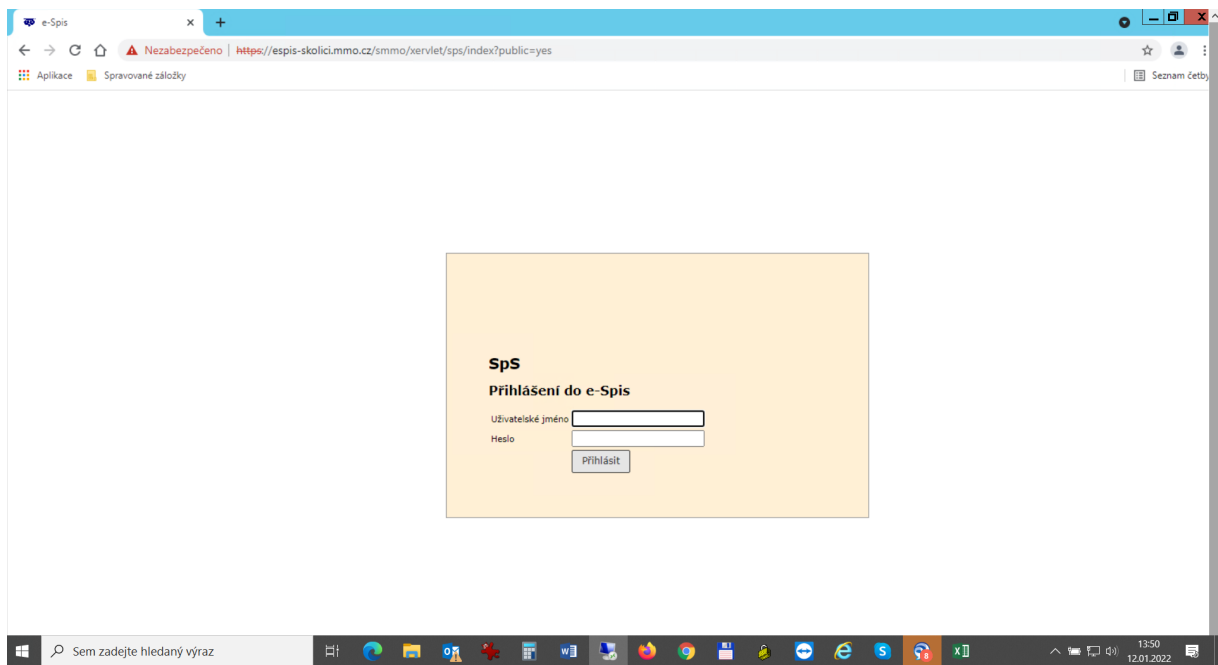 e-Spis
Nezabezpečeno | https://espis-skolici.mmo.cz/smmo/xervlet/sps/index?public=yes
Aplikace Spravované záložky Seznam četby
SpS
Přihlášení do e-Spis
Uživatelské jméno
Heslo
Přihlásit
Sem zadejte hledaný výraz
13:50
12.01.2022